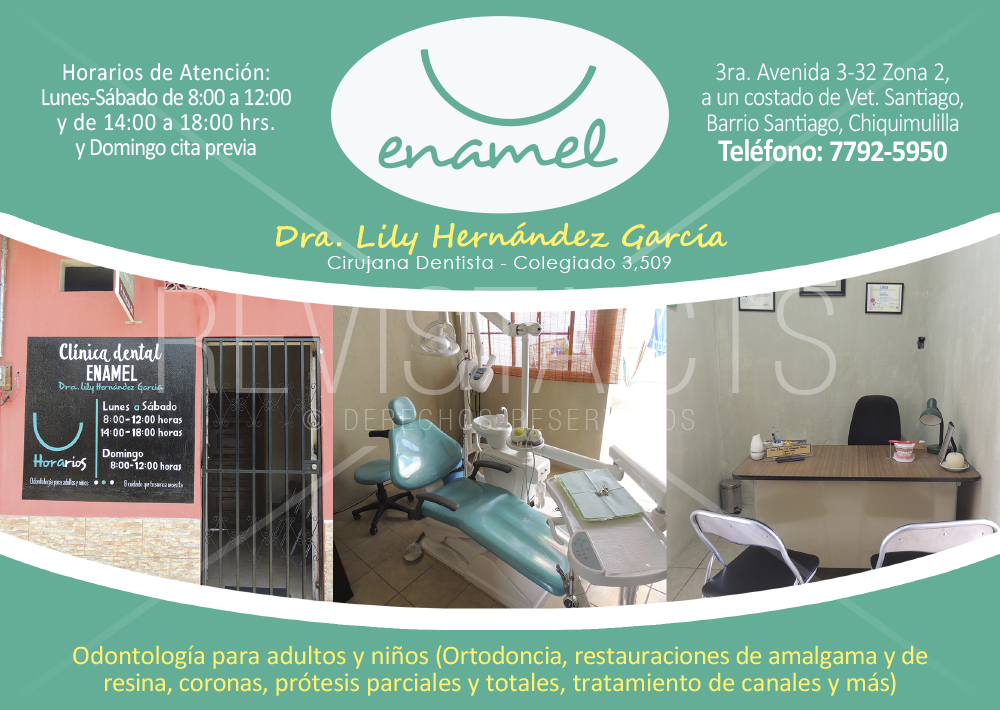 Horarios de Atención:
Lunes-Sábado de 8:00 a 12:00
y de 14:00 a 18:00 hrs.
y Domingo cita previa
enamel
3ra. Avenida 3-32 Zona 2,
a un costado de Vet. Santiago,
Barrio Santiago, Chiquimulilla
Teléfono: 7792-5950
Dra. Lily Hernández García
Cirujana Dentista - Colegiado 3,509
REVISTACTS
© DERECHOS RESERVADOS
Clínica dental
ENAMEL
Dra. Lily Hernández García
Lunes a Sábado
8:00-12:00 horas
14:00-18:00 horas
Domingo
8:00-12:00 horas
Horarios
Odontología para adultos y niños
Odontología para adultos y niños (Ortodoncia, restauraciones de amalgama y de
resina, coronas, prótesis parciales y totales, tratamiento de canales y más)